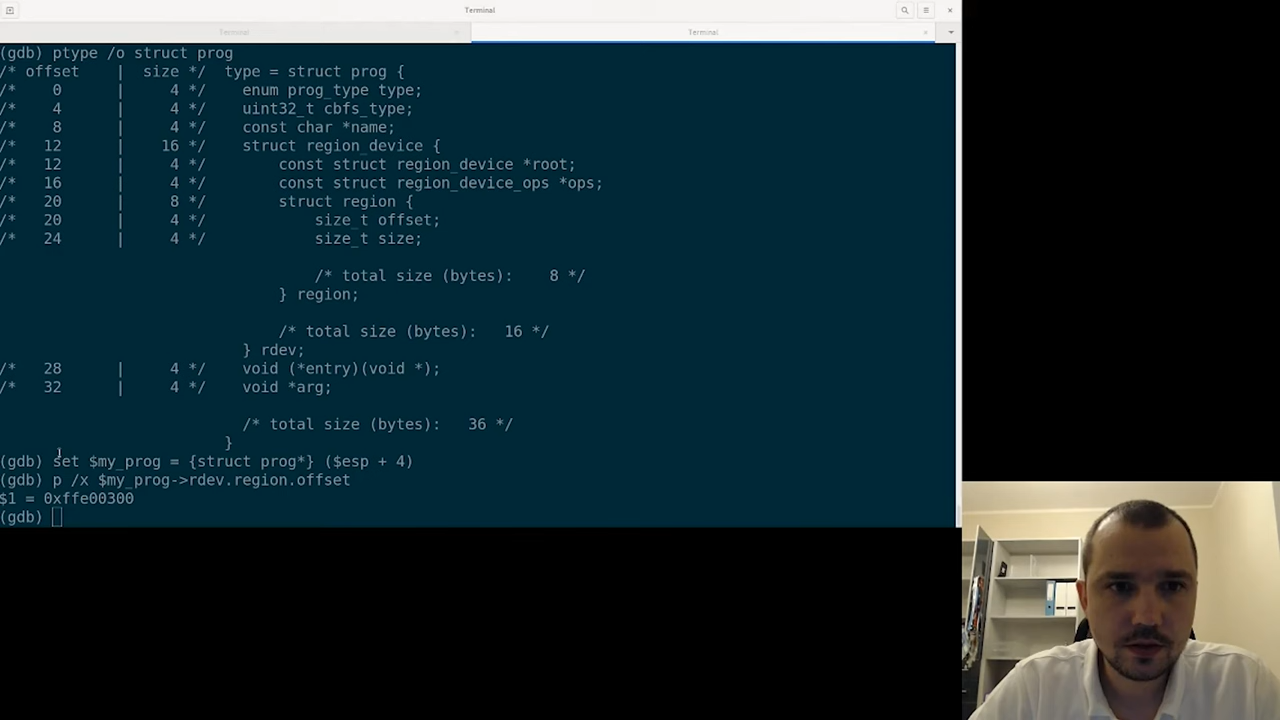 Terminal
Terminal
Terminal
(gdb) ptype /o struct prog
/* offset    |  size */  type = struct prog {
/*    0      |     4 */    enum prog_type type;
/*    4      |     4 */    uint32_t cbfs_type;
/*    8      |     4 */    const char *name;
/*   12      |    16 */    struct region_device {
/*   12      |     4 */        const struct region_device *root;
/*   16      |     4 */        const struct region_device_ops *ops;
/*   20      |     8 */        struct region {
/*   20      |     4 */            size_t offset;
/*   24      |     4 */            size_t size;
/* total size (bytes):    8 */
} region;
/* total size (bytes):   16 */
} rdev;
/*   28      |     4 */    void (*entry)(void *);
/*   32      |     4 */    void *arg;
/* total size (bytes):   36 */
}
(gdb) set $my_prog = {struct prog*} ($esp + 4)
(gdb) p /x $my_prog->rdev.region.offset
$1 = 0xffe00300
(gdb)